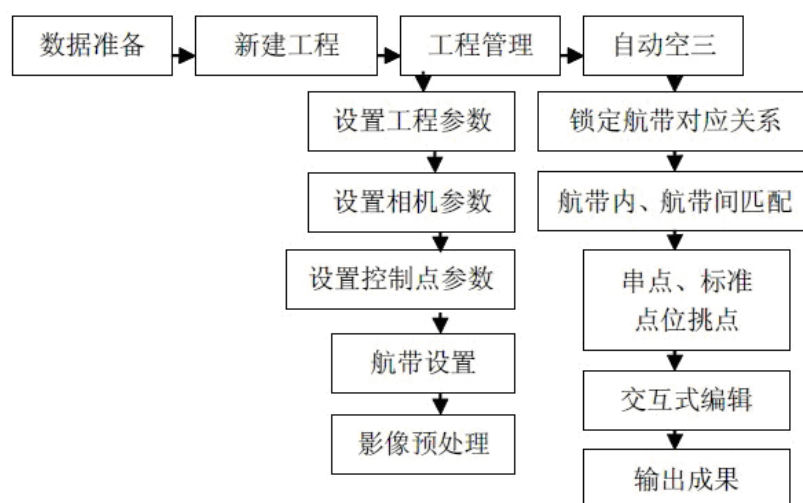 数据准备
新建工程
工程管理
自动空三
设置工程参数
设置相机参数
设置控制点参数
航带设置
影像预处理
锁定航带对应关系
航带内、航带间匹配
串点、标准
点位挑点
交互式编辑
输出成果